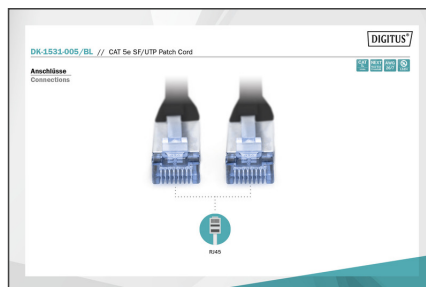 DIGITUS®
DK-1531-005/BL // CAT 5e SF/UTP Patch Cord
Anschlüsse
Connections
RJ45